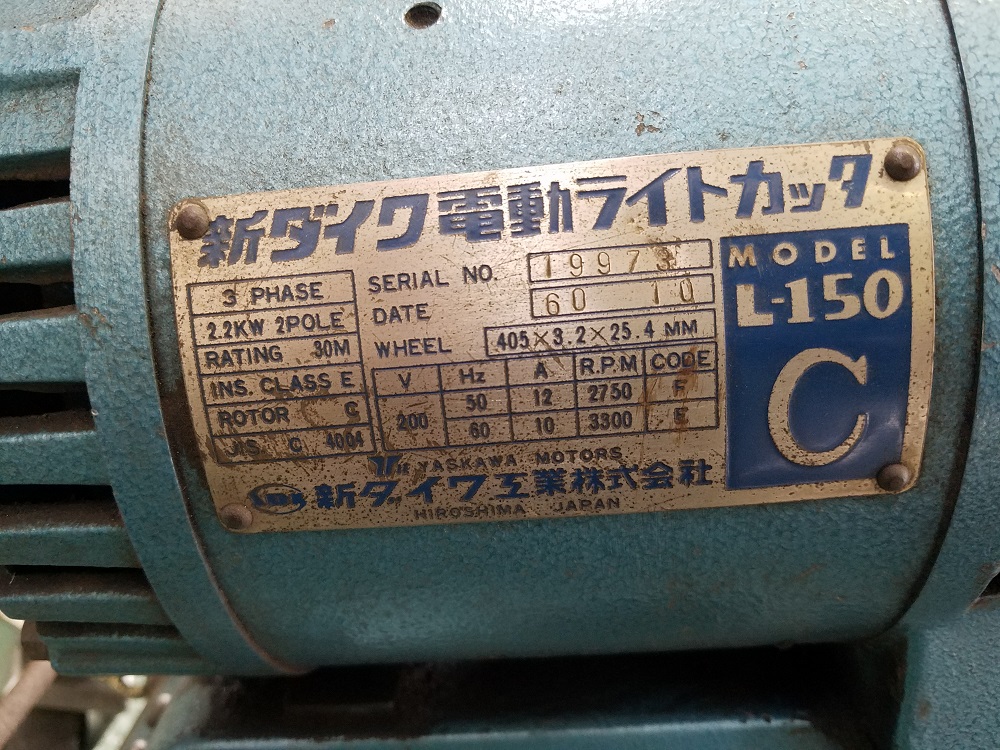 新ダイワ電動ライトカッタ
3 PHASE
2.2KW 2POLE
RATING 30M
INS. CLASS E
ROTOR C
JIS C 4004
SERIAL NO. 19973
DATE 60 10
WHEEL 405×3.2×25.4 MM
V Hz A R.P.M CODE
200 50 12 2750 F
60 10 3300 E
MODEL
L-150
C
YASKAWA MOTORS
新ダイワ工業株式会社
HIROSHIMA JAPAN